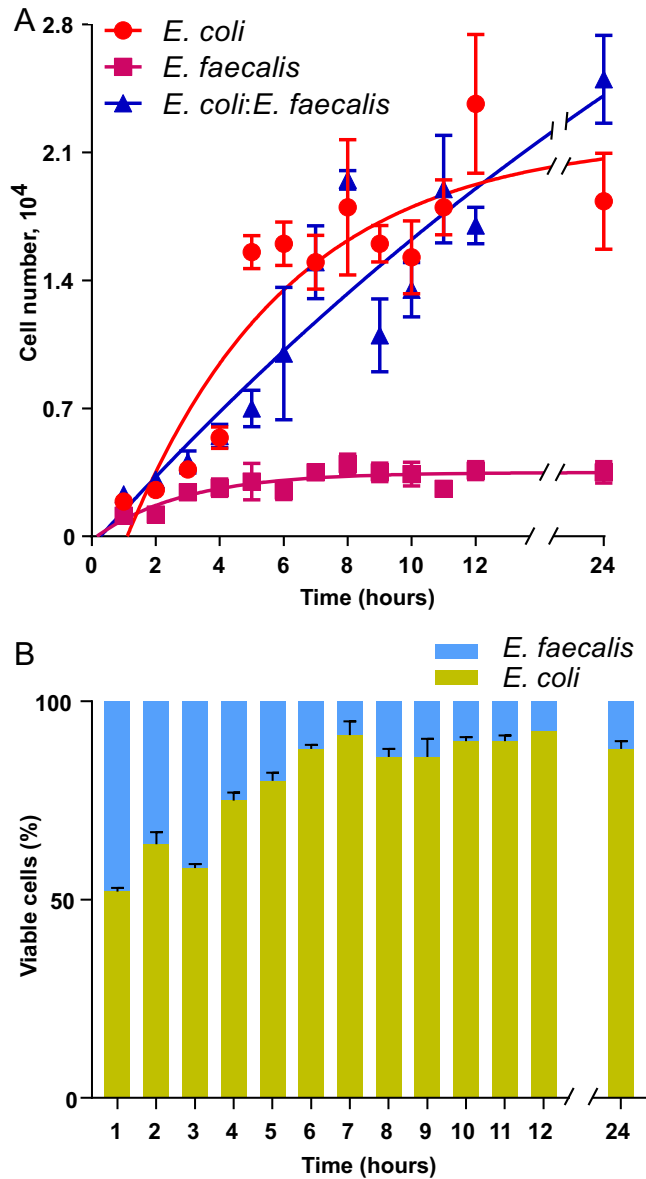 A
E. coli
E. faecalis
E. coli:E. faecalis
Cell number, 10⁴
2.8
2.1
1.4
0.7
0
0 2 4 6 8 10 12 24
Time (hours)
B
E. faecalis
E. coli
Viable cells (%)
100
50
0
1 2 3 4 5 6 7 8 9 10 11 12 24
Time (hours)